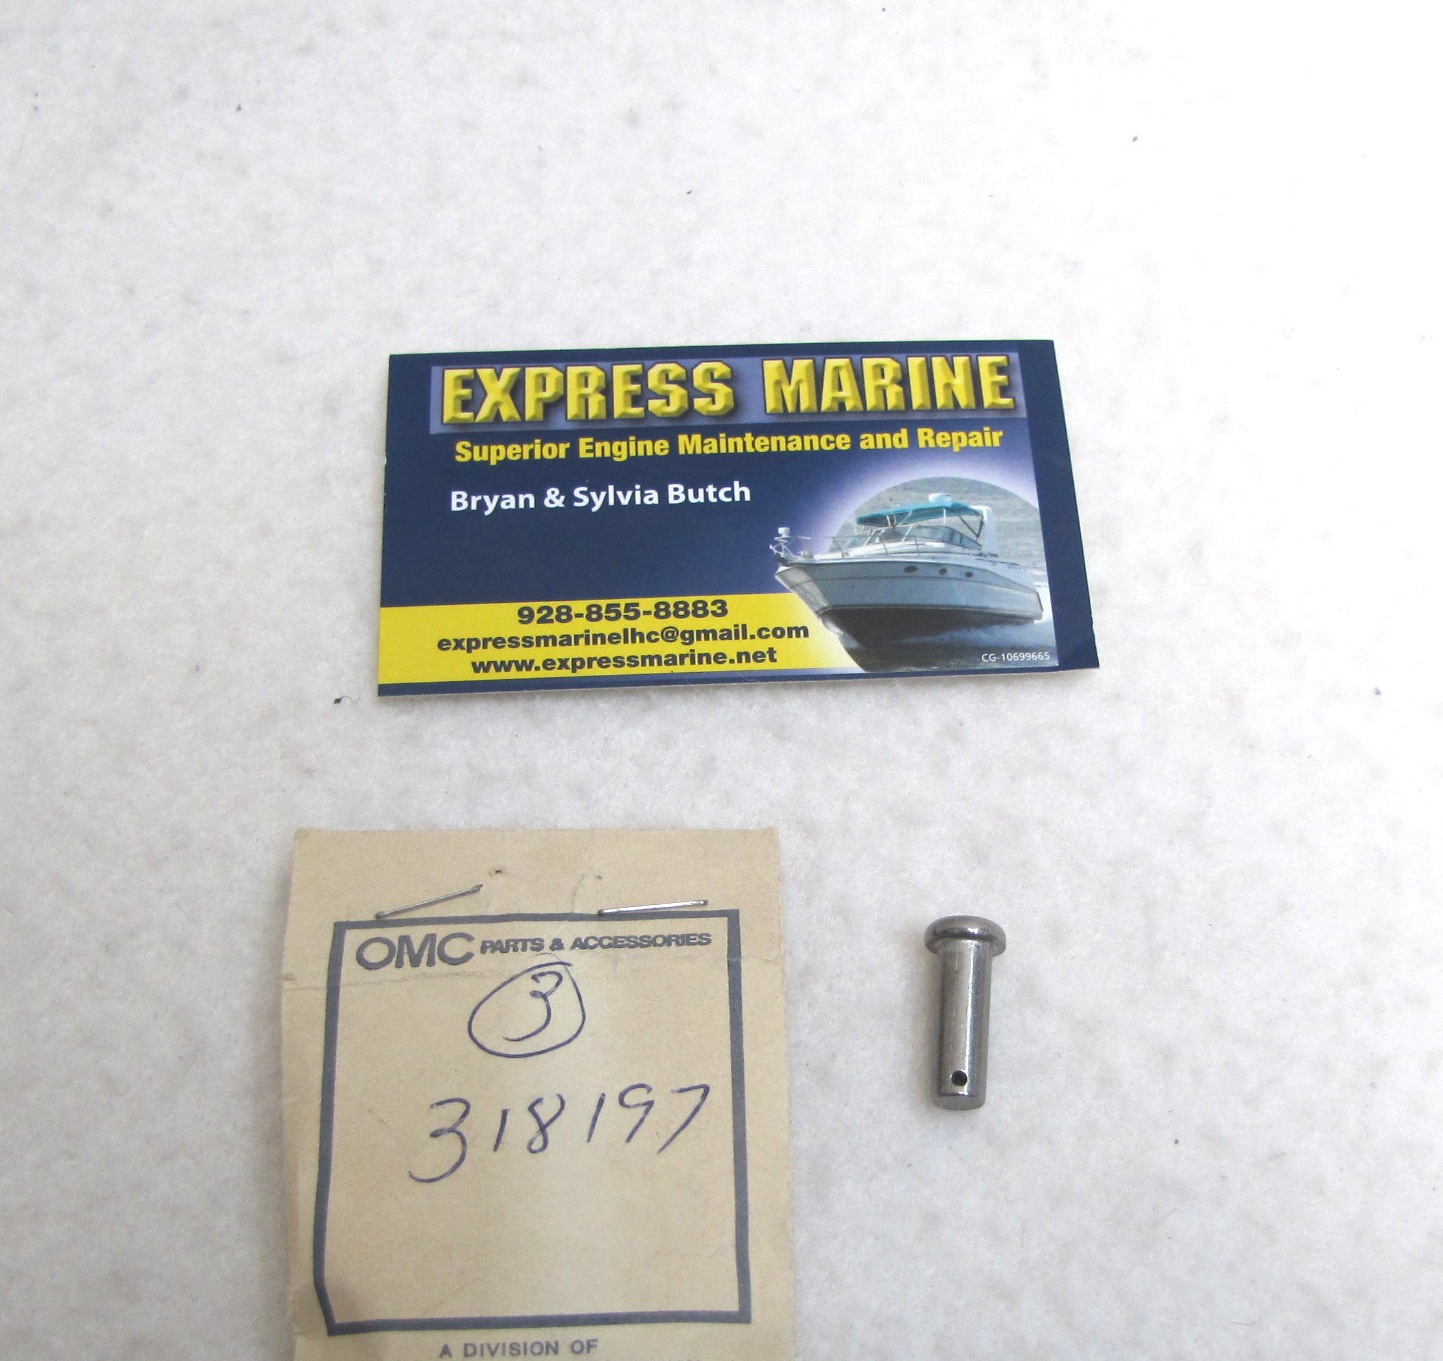 EXPRESS MARINE
Superior Engine Maintenance and Repair
Bryan & Sylvia Butch
928-855-8883
expressmarinelhc@gmail.com
www.expressmarine.net
CG-10699665
OMC PARTS & ACCESSORIES
3
318197
A DIVISION OF